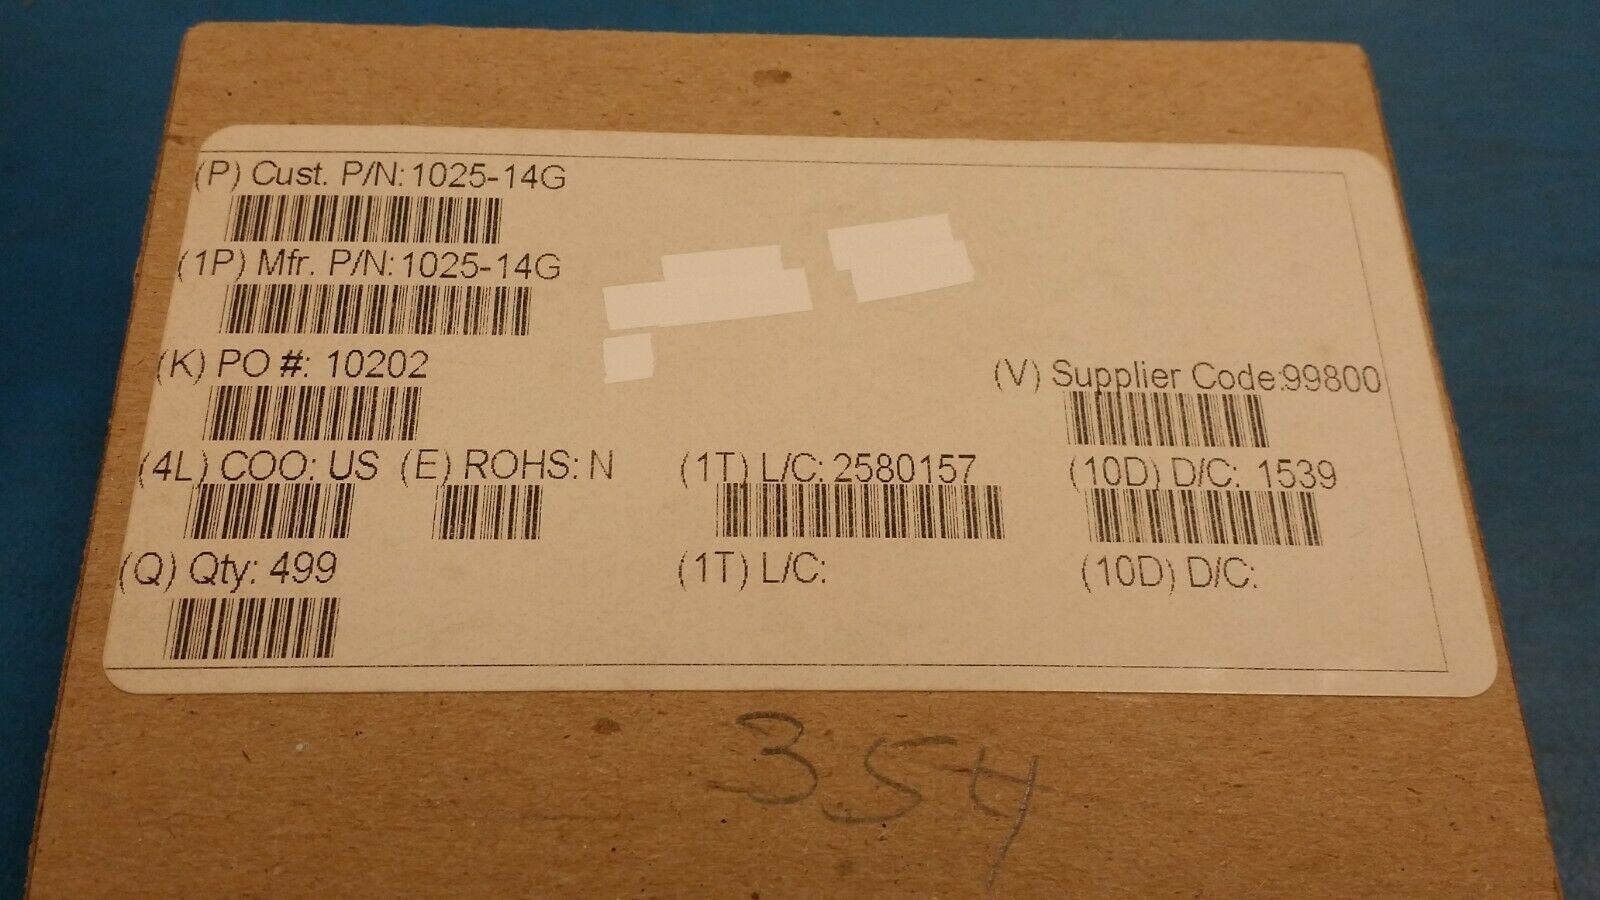 (P) Cust. P/N: 1025-14G
(1P) Mfr. P/N: 1025-14G
(K) PO #: 10202
(V) Supplier Code:99800
(4L) COO: US (E) ROHS: N (1T) L/C: 2580157 (10D) D/C: 1539
(Q) Qty: 499 (1T) L/C: (10D) D/C:
354